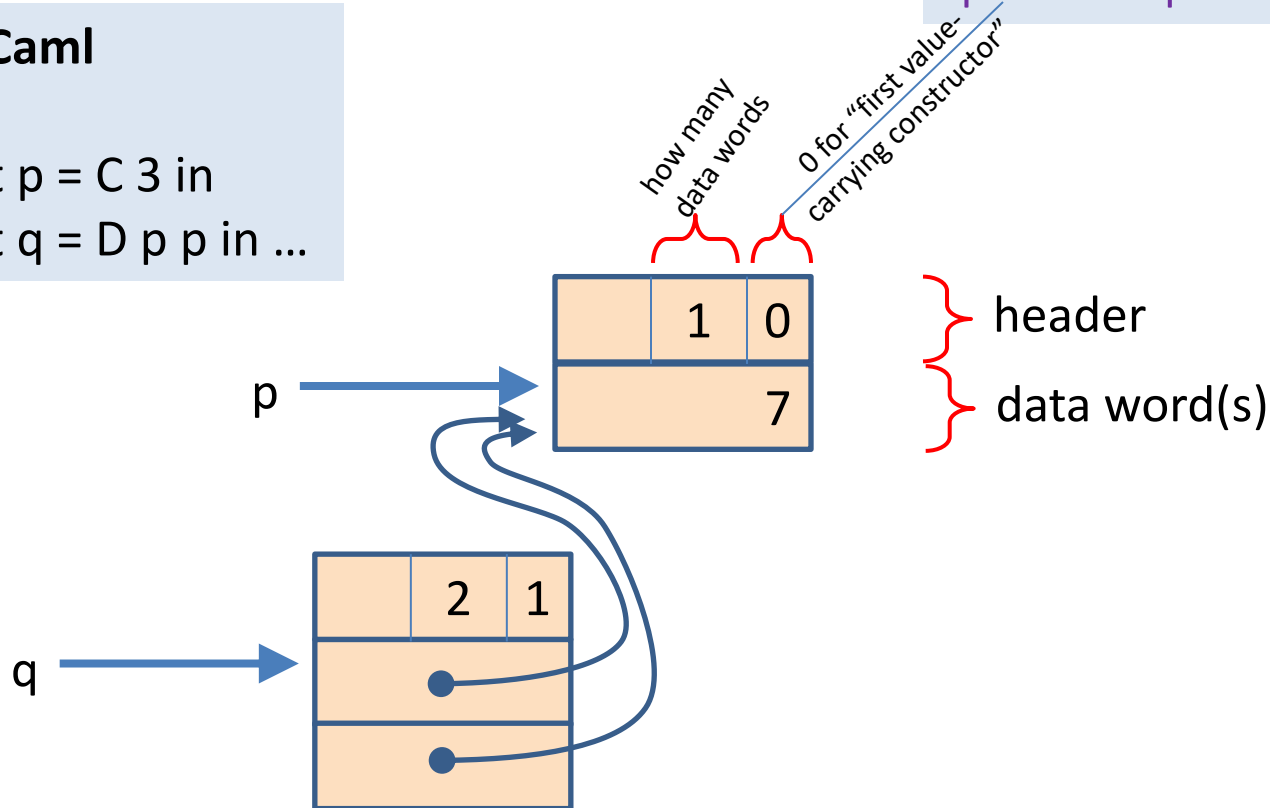 Caml
p = C 3 in
q = D p p in ...
how many
data words
0 for “first value-
carrying constructor”
1 0
header
p
7
data word(s)
2 1
q